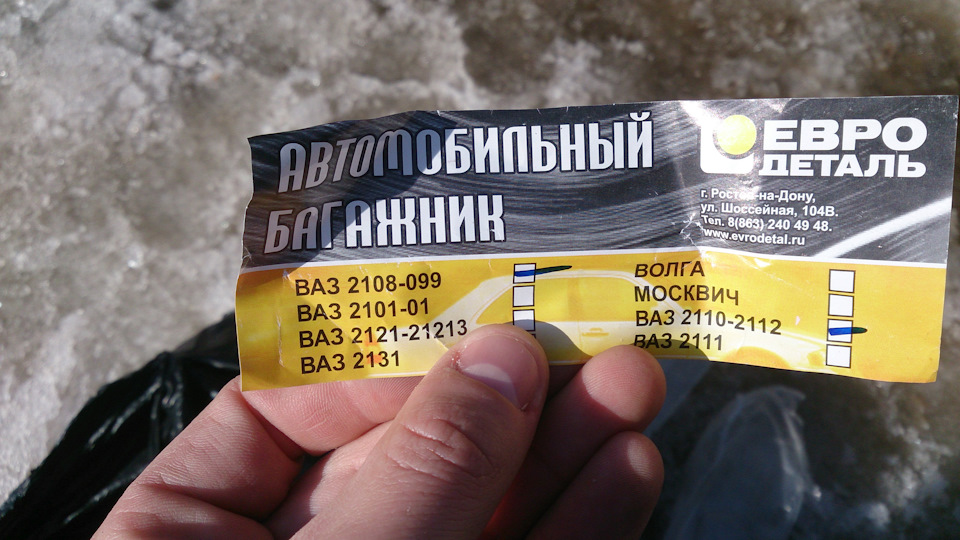 АВТОМОБИЛЬНЫЙ
БАГАЖНИК
ЕВРО
ДЕТАЛЬ
г. Ростов-на-Дону,
ул. Шоссейная, 104В.
Тел. 8(863) 240 49 48.
www.evrodetal.ru
ВАЗ 2108-099
ВАЗ 2101-01
ВАЗ 2121-21213
ВАЗ 2131
ВОЛГА
МОСКВИЧ
ВАЗ 2110-2112
ВАЗ 2111